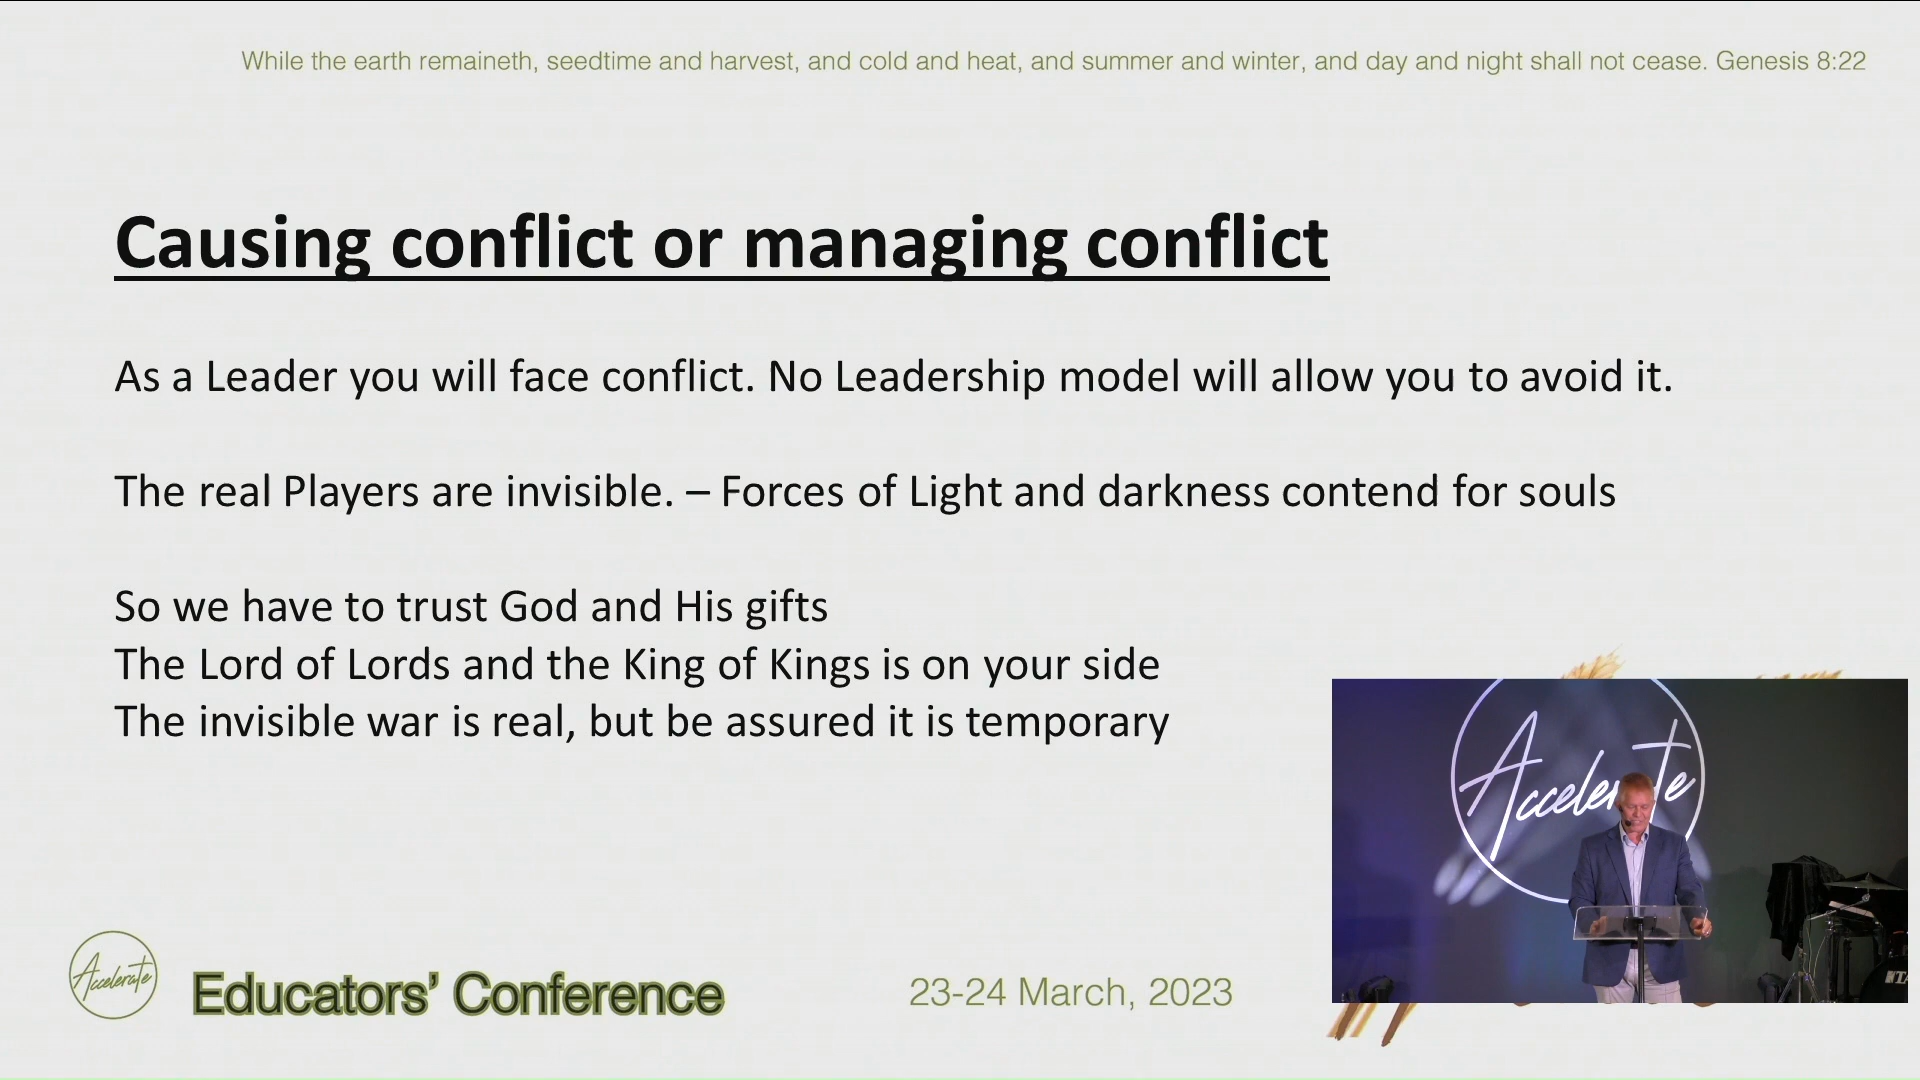 While the earth remaineth, seedtime and harvest, and cold and heat, and summer and winter, and day and night shall not cease. Genesis 8:22
Causing conflict or managing conflict
As a Leader you will face conflict. No Leadership model will allow you to avoid it.
The real Players are invisible. – Forces of Light and darkness contend for souls
So we have to trust God and His gifts
The Lord of Lords and the King of Kings is on your side
The invisible war is real, but be assured it is temporary
Accelerate
Accelerate
Educators’ Conference
23-24 March, 2023